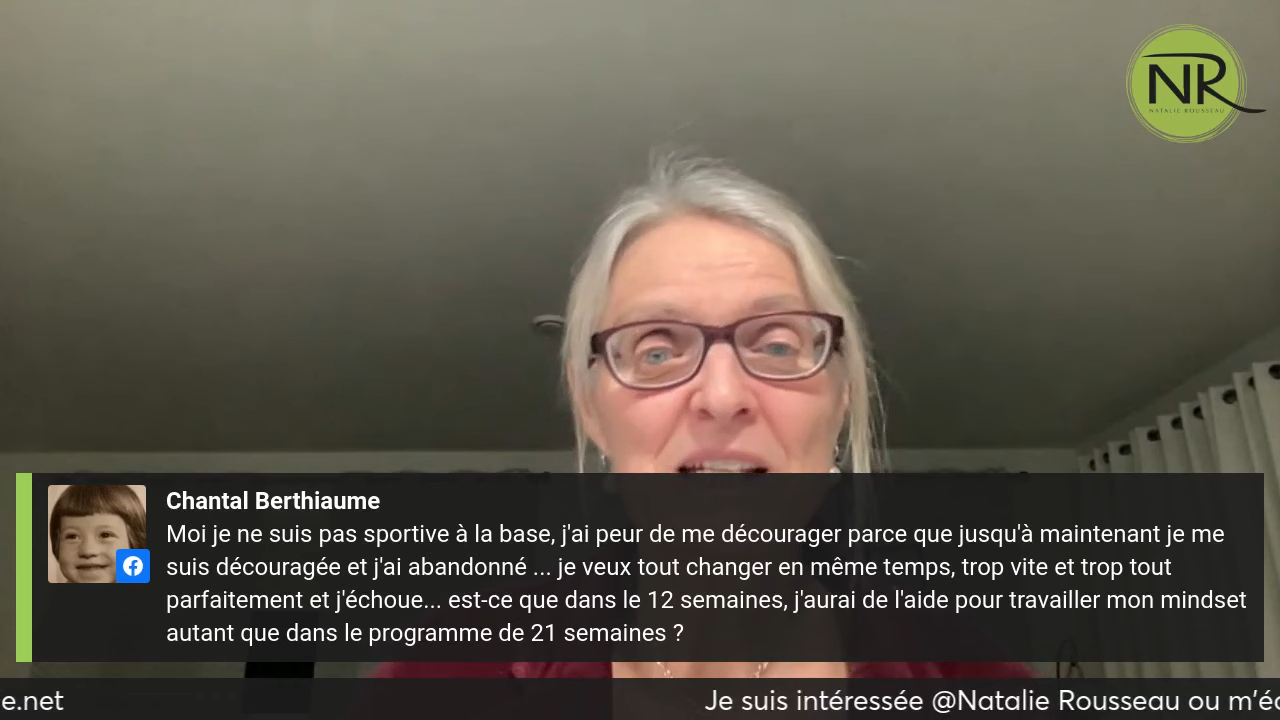 NR
NATALIE ROUSSEAU
Chantal Berthiaume
Moi je ne suis pas sportive à la base, j'ai peur de me décourager parce que jusqu'à maintenant je me
suis découragée et j'ai abandonné ... je veux tout changer en même temps, trop vite et trop tout
parfaitement et j'échoue... est-ce que dans le 12 semaines, j'aurai de l'aide pour travailler mon mindset
autant que dans le programme de 21 semaines ?
e.net
Je suis intéressée @Natalie Rousseau ou m'éc